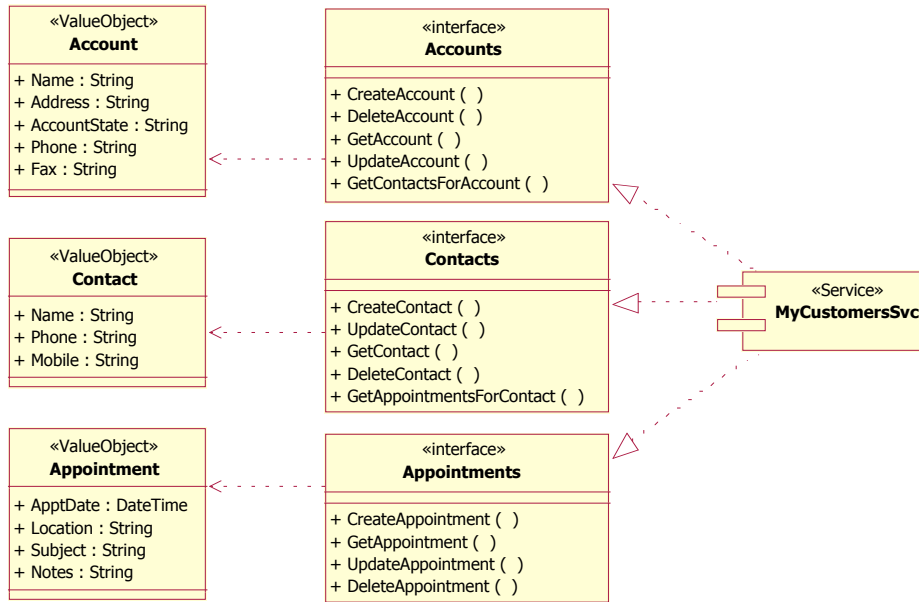 «ValueObject»
Account
+ Name : String
+ Address : String
+ AccountState : String
+ Phone : String
+ Fax : String
«interface»
Accounts
+ CreateAccount ( )
+ DeleteAccount ( )
+ GetAccount ( )
+ UpdateAccount ( )
+ GetContactsForAccount ( )
«ValueObject»
Contact
+ Name : String
+ Phone : String
+ Mobile : String
«interface»
Contacts
+ CreateContact ( )
+ UpdateContact ( )
+ GetContact ( )
+ DeleteContact ( )
+ GetAppointmentsForContact ( )
«Service»
MyCustomersSvc
«ValueObject»
Appointment
+ ApptDate : DateTime
+ Location : String
+ Subject : String
+ Notes : String
«interface»
Appointments
+ CreateAppointment ( )
+ GetAppointment ( )
+ UpdateAppointment ( )
+ DeleteAppointment ( )